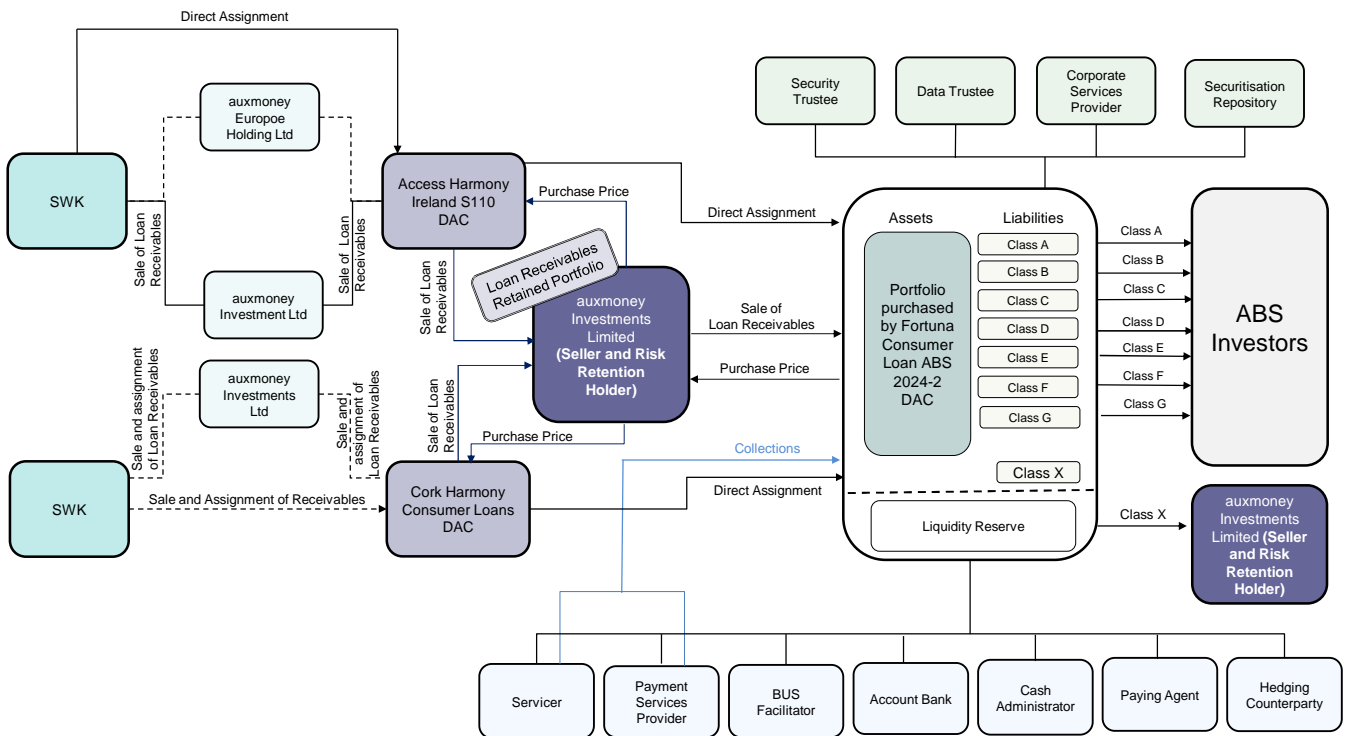 Direct Assignment
auxmoney
Europoe
Holding Ltd
SWK
Sale of Loan
Receivables
Sale of Loan
Receivables
auxmoney
Investment Ltd
Access Harmony
Ireland S110
DAC
Purchase Price
Direct Assignment
Loan Receivables
Retained Portfolio
Sale of Loan
Receivables
auxmoney
Investments
Limited
(Seller and Risk
Retention
Holder)
Sale of
Loan Receivables
Purchase Price
auxmoney
Investments
Ltd
Sale and assignment
of Loan Receivables
Sale and
assignment of
Loan Receivables
Sale of Loan
Receivables
Purchase Price
SWK
Sale and Assignment of Receivables
Cork Harmony
Consumer Loans
DAC
Collections
Direct Assignment
Security
Trustee
Data Trustee
Corporate
Services
Provider
Securitisation
Repository
Assets
Liabilities
Portfolio
purchased
by Fortuna
Consumer
Loan ABS
2024-2
DAC
Class A
Class B
Class C
Class D
Class E
Class F
Class G
Class X
Liquidity Reserve
Class A
Class B
Class C
Class D
Class E
Class F
Class G
ABS
Investors
Class X
auxmoney
Investments
Limited (Seller
and Risk
Retention
Holder)
Servicer
Payment
Services
Provider
BUS
Facilitator
Account Bank
Cash
Administrator
Paying Agent
Hedging
Counterparty